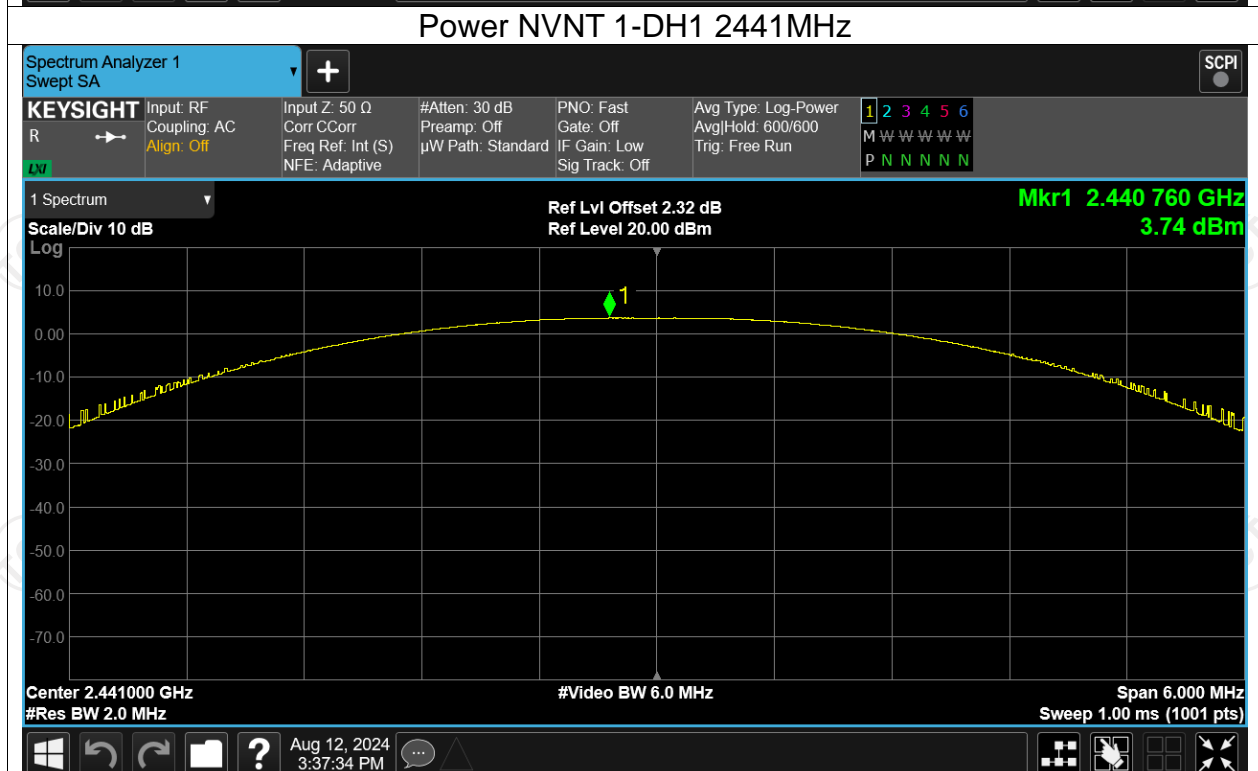 Power NVNT 1-DH1 2441MHz
Spectrum Analyzer 1
Swept SA
SCPI
KEYSIGHT
R
LXI
Input: RF
Coupling: AC
Align: Off
Input Z: 50 Ω
Corr CCorr
Freq Ref: Int (S)
NFE: Adaptive
#Atten: 30 dB
Preamp: Off
µW Path: Standard
PNO: Fast
Gate: Off
IF Gain: Low
Sig Track: Off
Avg Type: Log-Power
Avg|Hold: 600/600
Trig: Free Run
1 2 3 4 5 6
M W W W W W
P N N N N N
1 Spectrum
Scale/Div 10 dB
Log
Ref Lvl Offset 2.32 dB
Ref Level 20.00 dBm
Mkr1 2.440 760 GHz
3.74 dBm
1
10.0
0.00
-10.0
-20.0
-30.0
-40.0
-50.0
-60.0
-70.0
Center 2.441000 GHz
#Res BW 2.0 MHz
#Video BW 6.0 MHz
Span 6.000 MHz
Sweep 1.00 ms (1001 pts)
?
Aug 12, 2024
3:37:34 PM